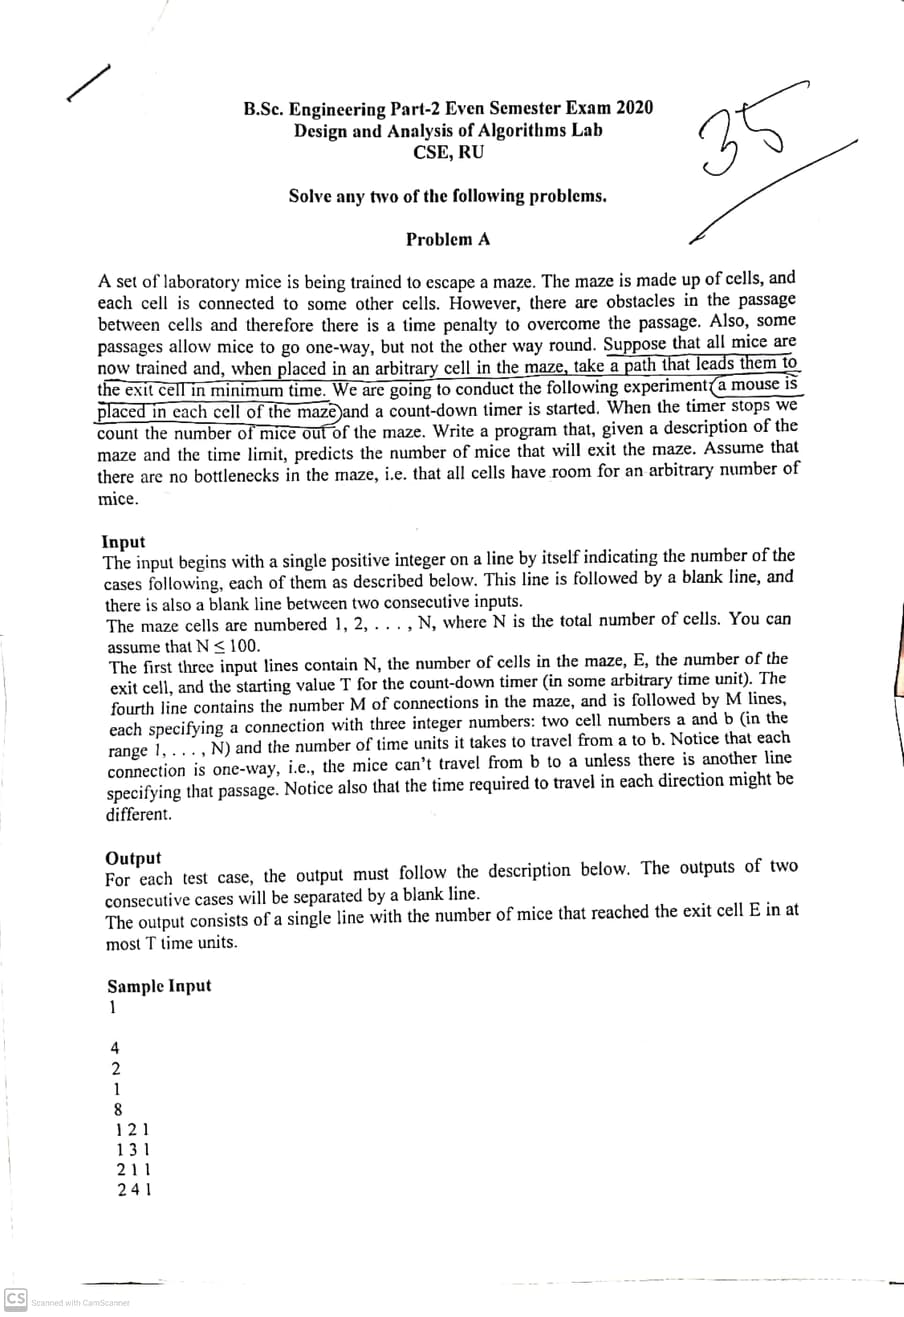 B.Sc. Engineering Part-2 Even Semester Exam 2020
Design and Analysis of Algorithms Lab
CSE, RU
35
Solve any two of the following problems.
Problem A
A set of laboratory mice is being trained to escape a maze. The maze is made up of cells, and
each cell is connected to some other cells. However, there are obstacles in the passage
between cells and therefore there is a time penalty to overcome the passage. Also, some
passages allow mice to go one-way, but not the other way round. Suppose that all mice are
now trained and, when placed in an arbitrary cell in the maze, take a path that leads them to
the exit cell in minimum time. We are going to conduct the following experiment: a mouse is
placed in each cell of the maze and a count-down timer is started. When the timer stops we
count the number of mice out of the maze. Write a program that, given a description of the
maze and the time limit, predicts the number of mice that will exit the maze. Assume that
there are no bottlenecks in the maze, i.e. that all cells have room for an arbitrary number of
mice.
Input
The input begins with a single positive integer on a line by itself indicating the number of the
cases following, each of them as described below. This line is followed by a blank line, and
there is also a blank line between two consecutive inputs.
The maze cells are numbered 1, 2, . . . , N, where N is the total number of cells. You can
assume that N ≤ 100.
The first three input lines contain N, the number of cells in the maze, E, the number of the
exit cell, and the starting value T for the count-down timer (in some arbitrary time unit). The
fourth line contains the number M of connections in the maze, and is followed by M lines,
each specifying a connection with three integer numbers: two cell numbers a and b (in the
range 1, . . . , N) and the number of time units it takes to travel from a to b. Notice that each
connection is one-way, i.e., the mice can't travel from b to a unless there is another line
specifying that passage. Notice also that the time required to travel in each direction might be
different.
Output
For each test case, the output must follow the description below. The outputs of two
consecutive cases will be separated by a blank line.
The output consists of a single line with the number of mice that reached the exit cell E in at
most T time units.
Sample Input
1
4
2
1
8
1 2 1
1 3 1
2 1 1
2 4 1
CS Scanned with CamScanner